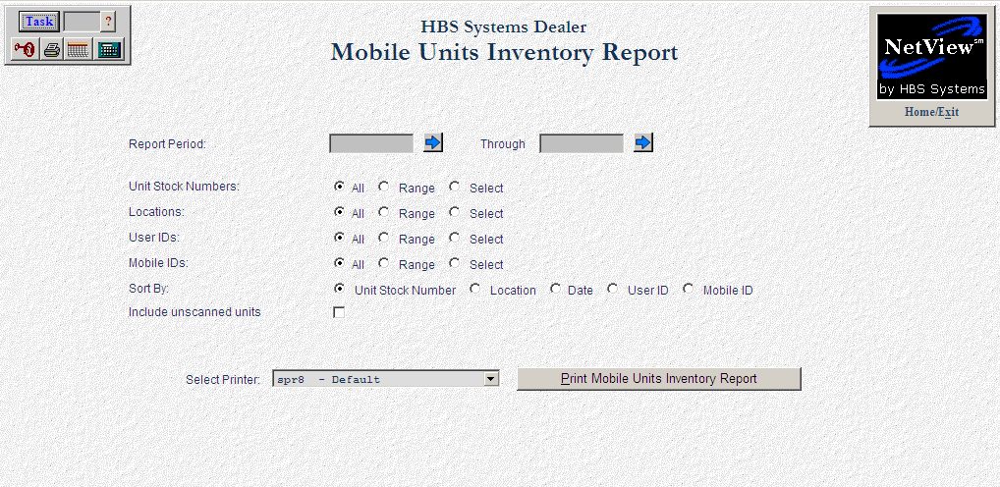 Task ?
HBS Systems Dealer
Mobile Units Inventory Report
NetView℠
by HBS Systems
Home/Exit
Report Period: Through
Unit Stock Numbers: All Range Select
Locations: All Range Select
User IDs: All Range Select
Mobile IDs: All Range Select
Sort By: Unit Stock Number Location Date User ID Mobile ID
Include unscanned units
Select Printer: spr8 - Default Print Mobile Units Inventory Report